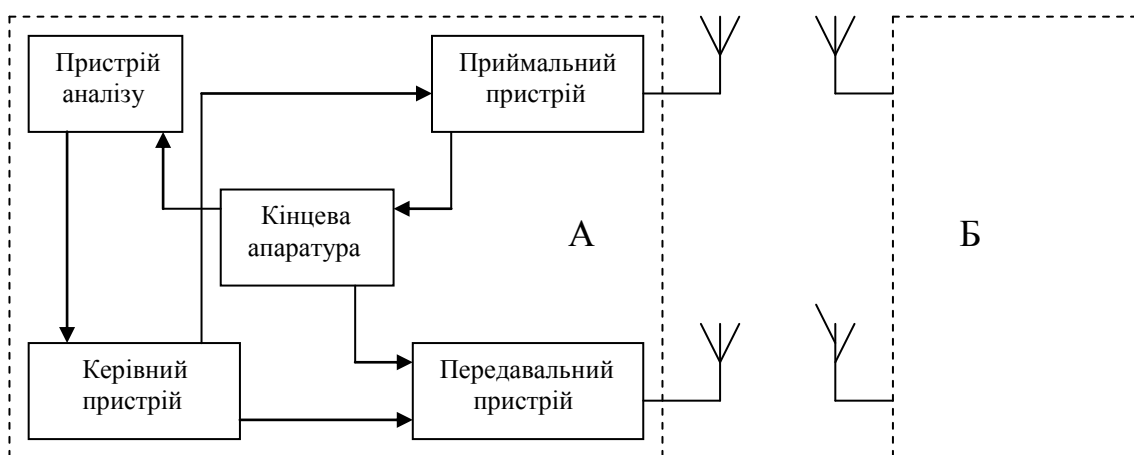 Пристрій
аналізу
Приймальний
пристрій
Кінцева
апаратура
А
Б
Керівний
пристрій
Передавальний
пристрій